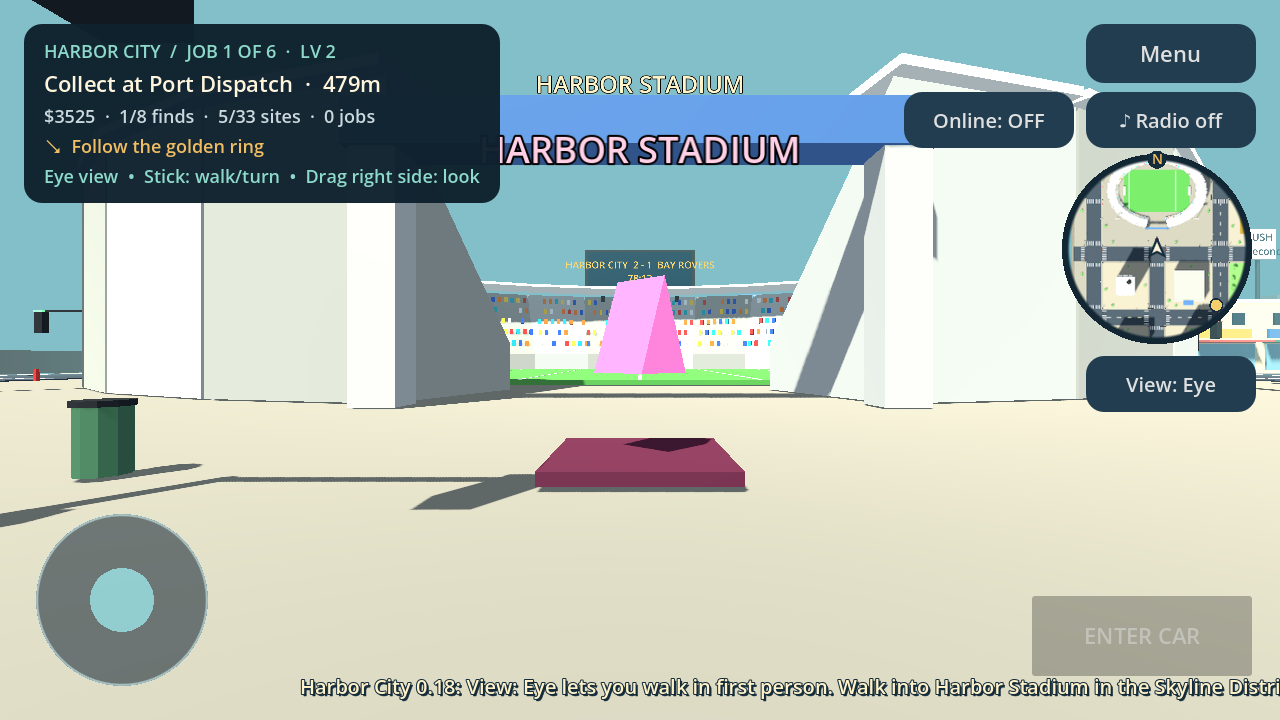 HARBOR CITY / JOB 1 OF 6 · LV 2
Collect at Port Dispatch · 479m
$3525 · 1/8 finds · 5/33 sites · 0 jobs
↘ Follow the golden ring
Eye view • Stick: walk/turn • Drag right side: look
HARBOR STADIUM
HARBOR STADIUM
Menu
Online: OFF
♪ Radio off
N
HARBOR CITY 2 - 1 BAY ROVERS
View: Eye
ENTER CAR
Harbor City 0.18: View: Eye lets you walk in first person. Walk into Harbor Stadium in the Skyline